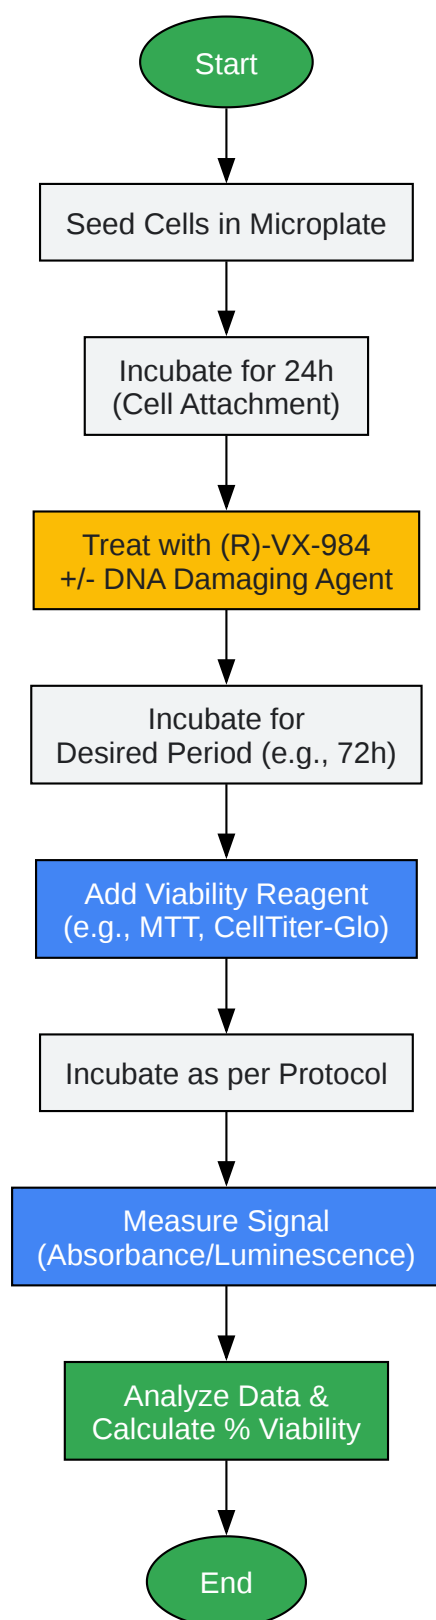 Start
Seed Cells in Microplate
Incubate for 24h
(Cell Attachment)
Treat with (R)-VX-984
+/- DNA Damaging Agent
Incubate for
Desired Period (e.g., 72h)
Add Viability Reagent
(e.g., MTT, CellTiter-Glo)
Incubate as per Protocol
Measure Signal
(Absorbance/Luminescence)
Analyze Data &
Calculate % Viability
End